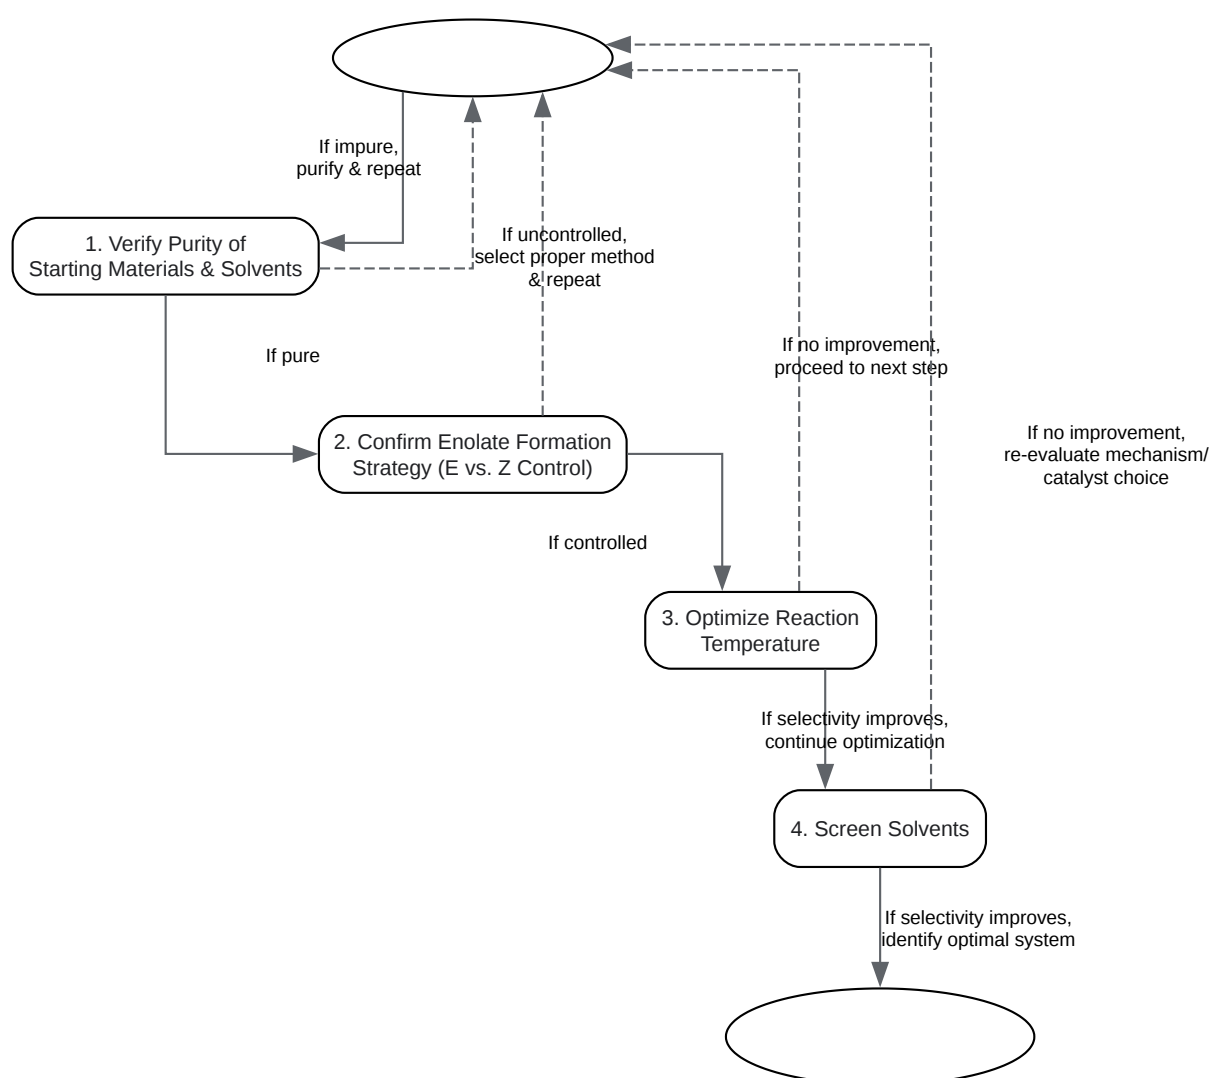 If impure,
purify & repeat
1. Verify Purity of
Starting Materials & Solvents
If uncontrolled,
select proper method
& repeat
If pure
If no improvement,
proceed to next step
2. Confirm Enolate Formation
Strategy (E vs. Z Control)
If no improvement,
re-evaluate mechanism/
catalyst choice
If controlled
3. Optimize Reaction
Temperature
If selectivity improves,
continue optimization
4. Screen Solvents
If selectivity improves,
identify optimal system